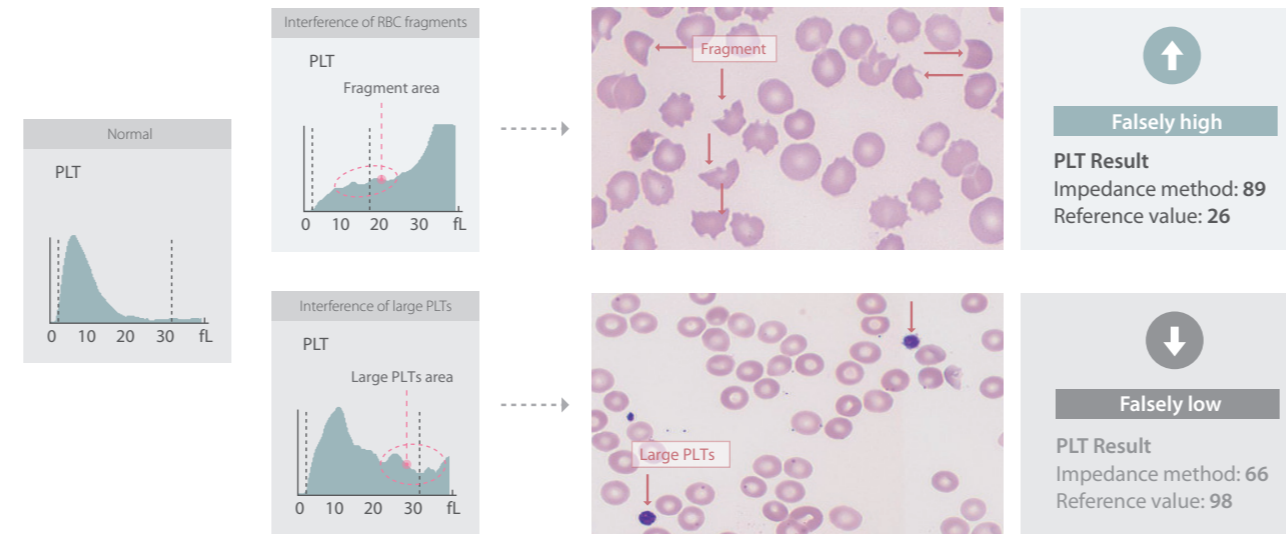 Normal
PLT
0 10 20 30 fL
Interference of RBC fragments
PLT
Fragment area
0 10 20 30 fL
Fragment
Falsely high
PLT Result
Impedance method: 89
Reference value: 26
Interference of large PLTs
PLT
Large PLTs area
0 10 20 30 fL
Large PLTs
Falsely low
PLT Result
Impedance method: 66
Reference value: 98